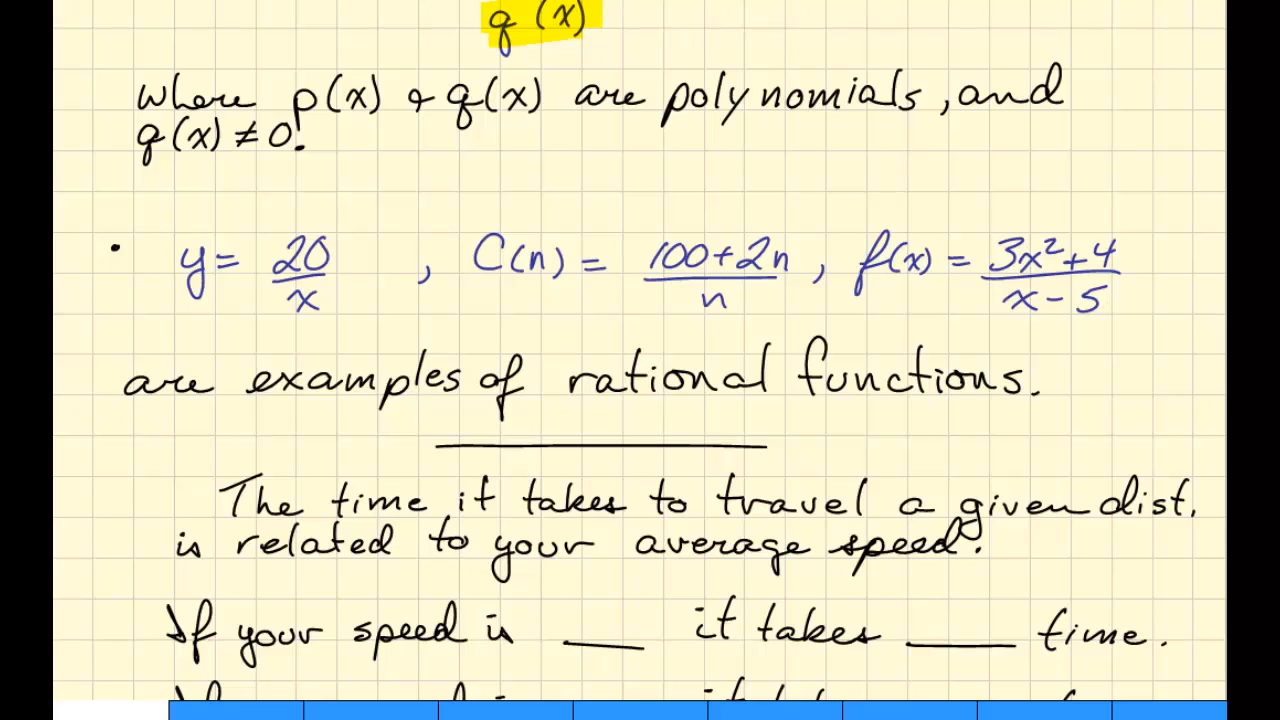 q(x)
where p(x) & q(x) are polynomials, and
q(x) ≠ 0.
• y = 20/x , C(n) = (100+2n)/n , f(x) = (3x²+4)/(x-5)
are examples of rational functions.
The time it takes to travel a given dist.
is related to your average speed.
If your speed is ___ it takes ____ time.